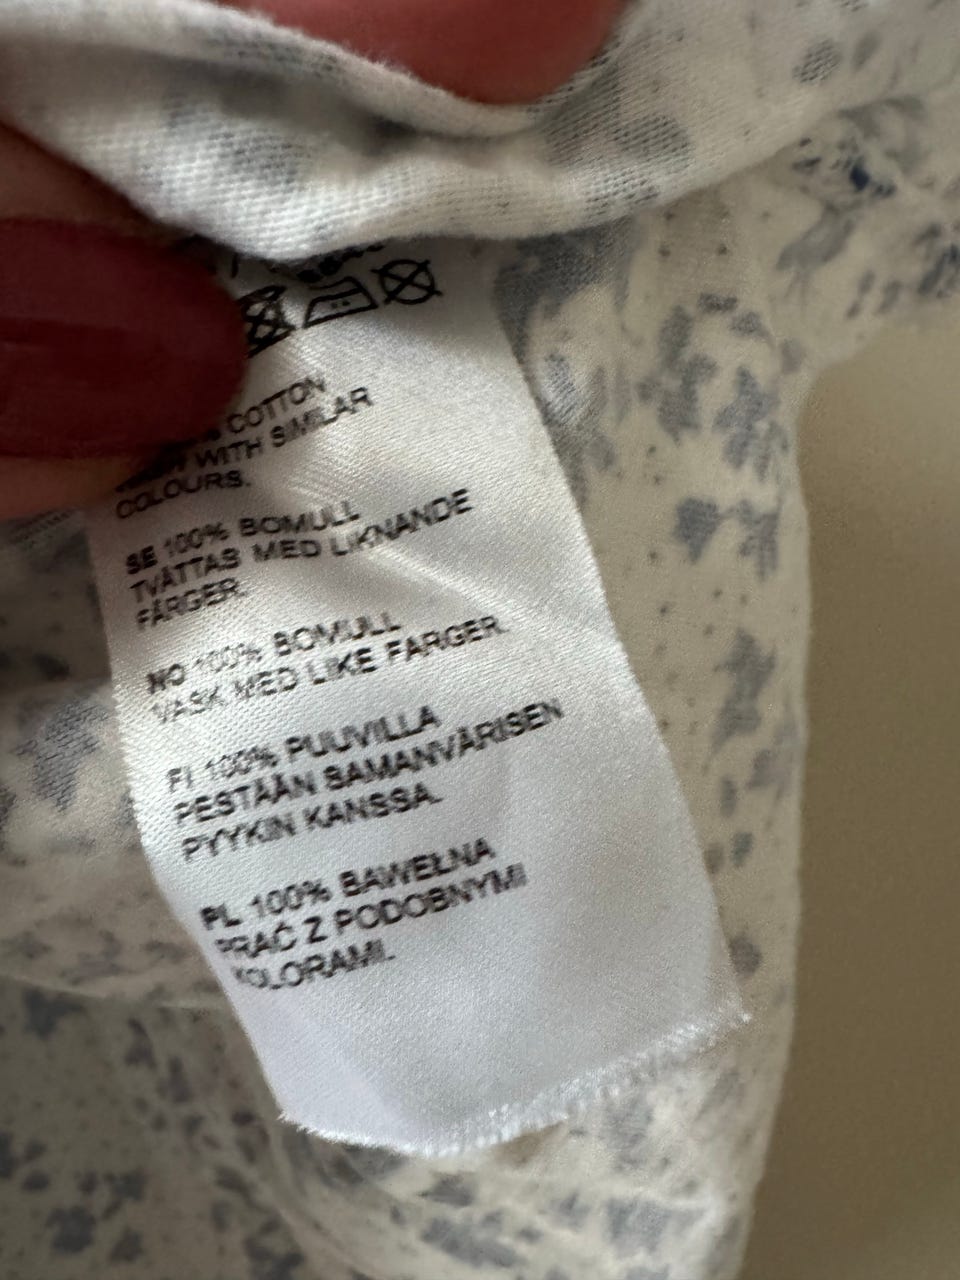 COTTON
WITH SIMILAR
COLOURS.
SE 100% BOMULL
TVÄTTAS MED LIKNANDE
FÄRGER.
NO 100% BOMULL
VASK MED LIKE FARGER.
FI 100% PUUVILLA
PESTÄÄN SAMANVÄRISEN
PYYKIN KANSSA.
PL 100% BAWEŁNA
PRAĆ Z PODOBNYMI
KOLORAMI.